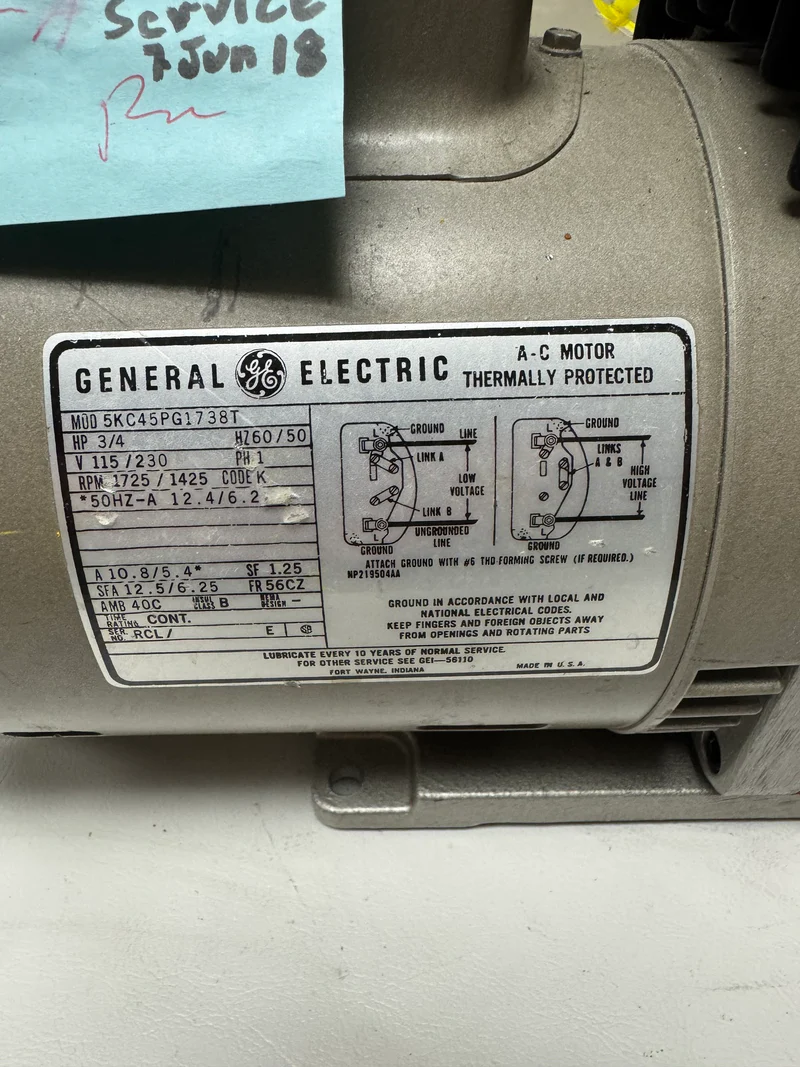 Service
7 Jun 18
GENERAL GE ELECTRIC
A-C MOTOR
THERMALLY PROTECTED
MOD 5KC45PG1738T
HP 3/4 HZ 60/50
V 115/230 PH 1
RPM 1725/1425 CODE K
*50HZ-A 12.4/6.2
A 10.8/5.4* SF 1.25
SFA 12.5/6.25 FR 56CZ
AMB 40C INSUL CLASS B NEMA DESIGN —
TIME RATING CONT.
SER. NO. RCL/ E
L GROUND
LINE
LINK A
LOW
VOLTAGE
LINK B
UNGROUNDED
LINE
L
GROUND
L GROUND
LINKS
A & B
HIGH
VOLTAGE
LINE
L
GROUND
ATTACH GROUND WITH #6 THD FORMING SCREW (IF REQUIRED.)
NP219504AA
GROUND IN ACCORDANCE WITH LOCAL AND
NATIONAL ELECTRICAL CODES.
KEEP FINGERS AND FOREIGN OBJECTS AWAY
FROM OPENINGS AND ROTATING PARTS
LUBRICATE EVERY 10 YEARS OF NORMAL SERVICE.
FOR OTHER SERVICE SEE GEI—56110
FORT WAYNE, INDIANA MADE IN U.S.A.